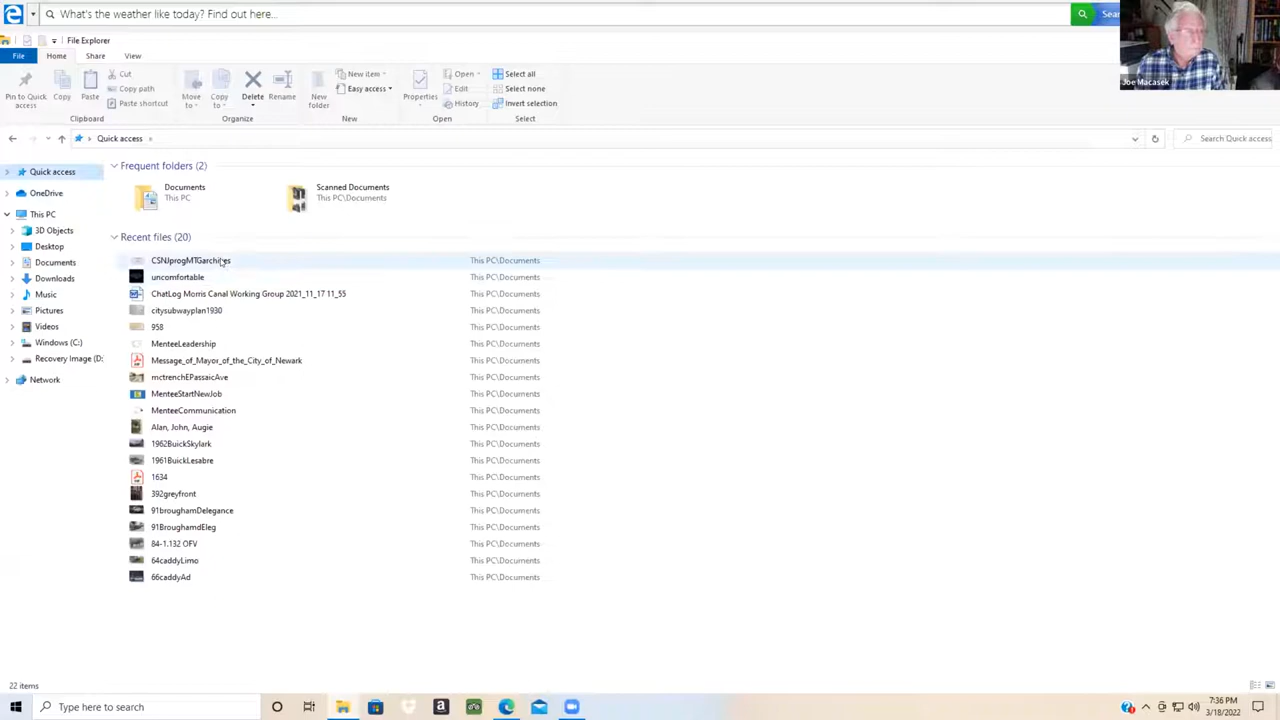 What's the weather like today? Find out here...
Sear
File Explorer
File Home Share View
Pin to Quick access
Copy
Paste
Cut
Copy path
Paste shortcut
Clipboard
Move to
Copy to
Delete
Rename
Organize
New folder
New item
Easy access
New
Properties
Open
Edit
History
Open
Select all
Select none
Invert selection
Select
Joe Macasek
Quick access
Search Quick access
Quick access
OneDrive
This PC
3D Objects
Desktop
Documents
Downloads
Music
Pictures
Videos
Windows (C:)
Recovery Image (D:
Network
Frequent folders (2)
Documents
This PC
Scanned Documents
This PC\Documents
Recent files (20)
CSNJprogMTGarchives This PC\Documents
uncomfortable This PC\Documents
ChatLog Morris Canal Working Group 2021_11_17 11_55 This PC\Documents
citysubwayplan1930 This PC\Documents
958 This PC\Documents
MenteeLeadership This PC\Documents
Message_of_Mayor_of_the_City_of_Newark This PC\Documents
mctrenchEPassaicAve This PC\Documents
MenteeStartNewJob This PC\Documents
MenteeCommunication This PC\Documents
Alan, John, Augie This PC\Documents
1962BuickSkylark This PC\Documents
1961BuickLesabre This PC\Documents
1634 This PC\Documents
392greyfront This PC\Documents
91broughamDelegance This PC\Documents
91BroughamdEleg This PC\Documents
84-1.132 OFV This PC\Documents
64caddyLimo This PC\Documents
66caddyAd This PC\Documents
22 items
Type here to search
7:36 PM
3/18/2022